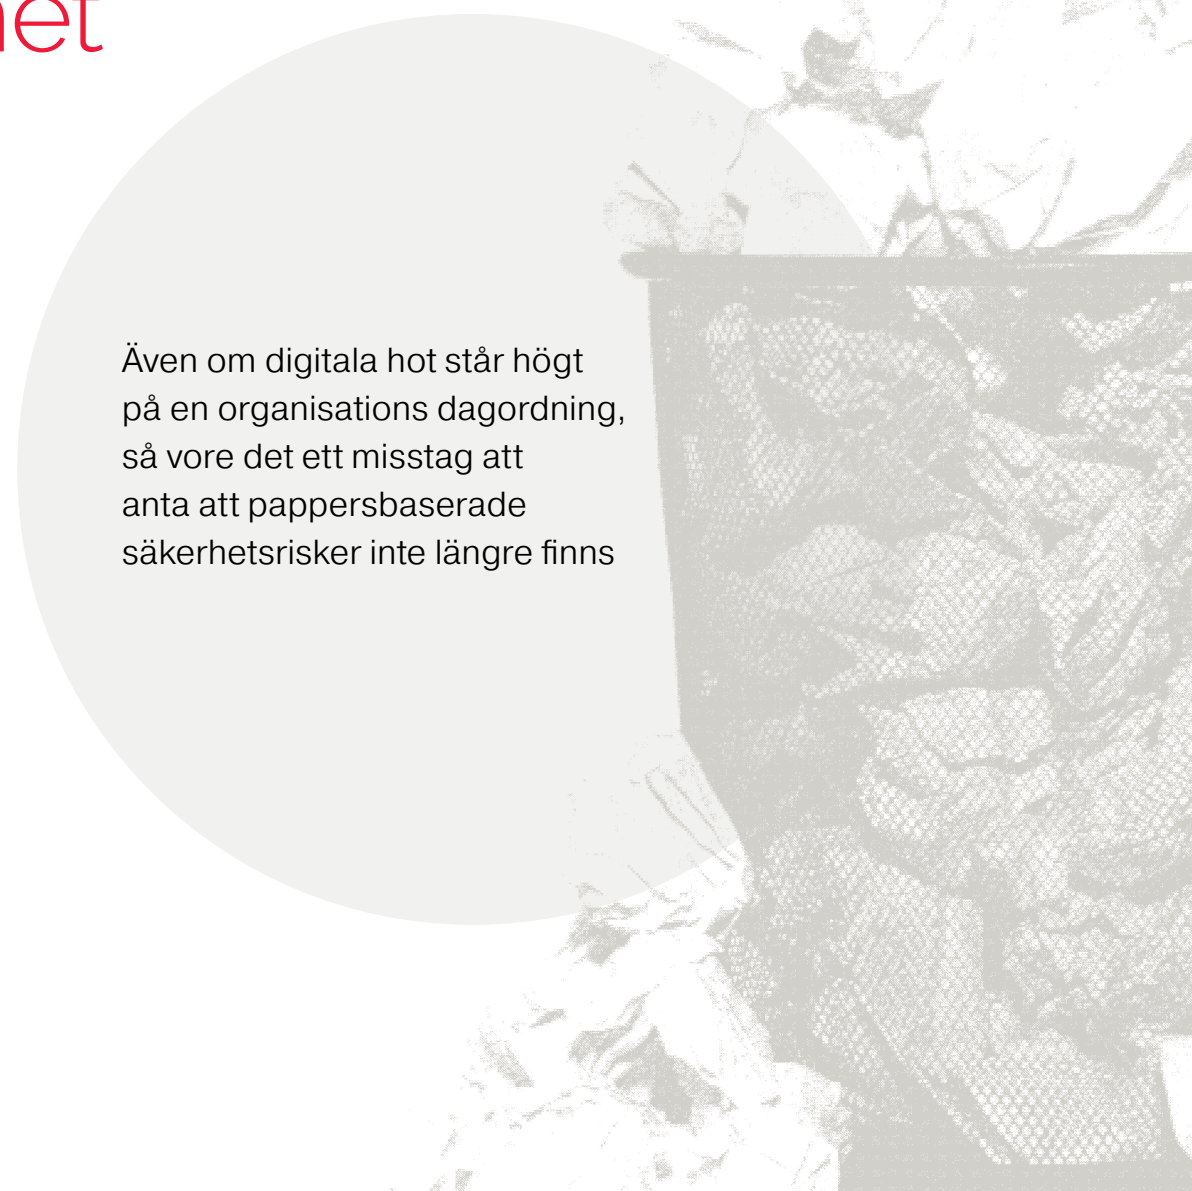 Även om digitala hot står högt
på en organisations dagordning,
så vore det ett misstag att
anta att pappersbaserade
säkerhetsrisker inte längre finns